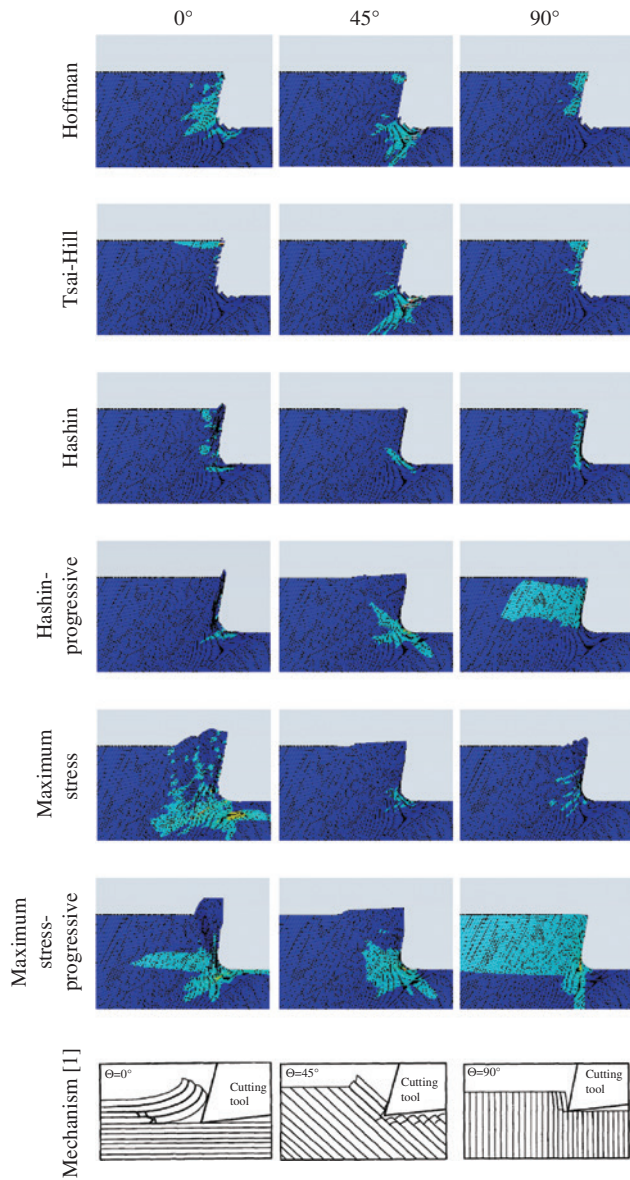 0° 45° 90°
Hoffman
Tsai-Hill
Hashin
Hashin-
progressive
Maximum
stress
Maximum
stress-
progressive
Mechanism [1]
Θ=0°
Cutting
tool
Θ=45°
Cutting
tool
Θ=90°
Cutting
tool